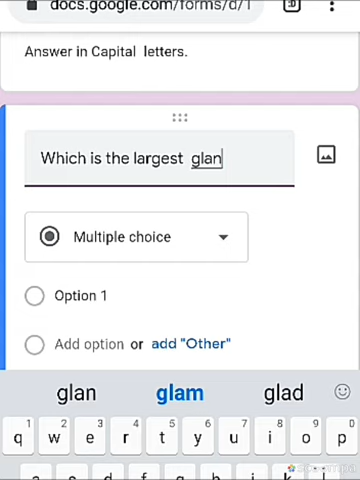 docs.google.com/forms/d/1
:D
Answer in Capital letters.
Which is the largest glan
Multiple choice
Option 1
Add option or add "Other"
glan glam glad
1 2 3 4 5 6 7 8 9 0
q w e r t y u i o p